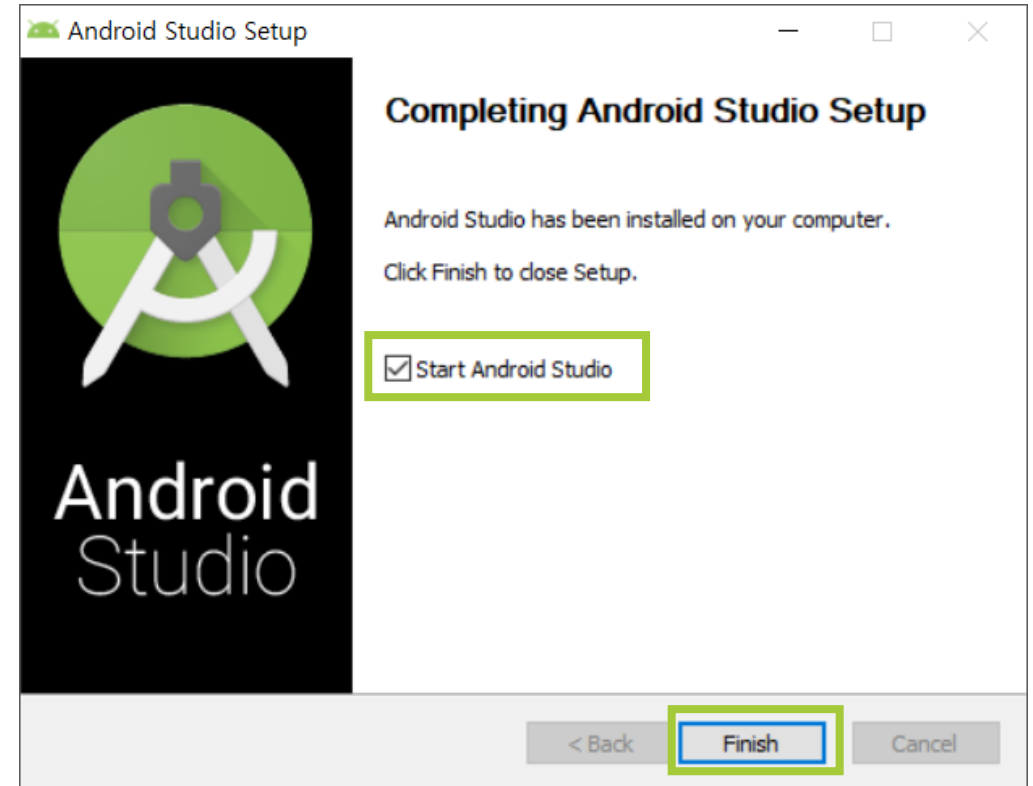 Android Studio Setup
Completing Android Studio Setup
Android Studio has been installed on your computer.
Click Finish to close Setup.
Start Android Studio
Android
Studio
< Back
Finish
Cancel